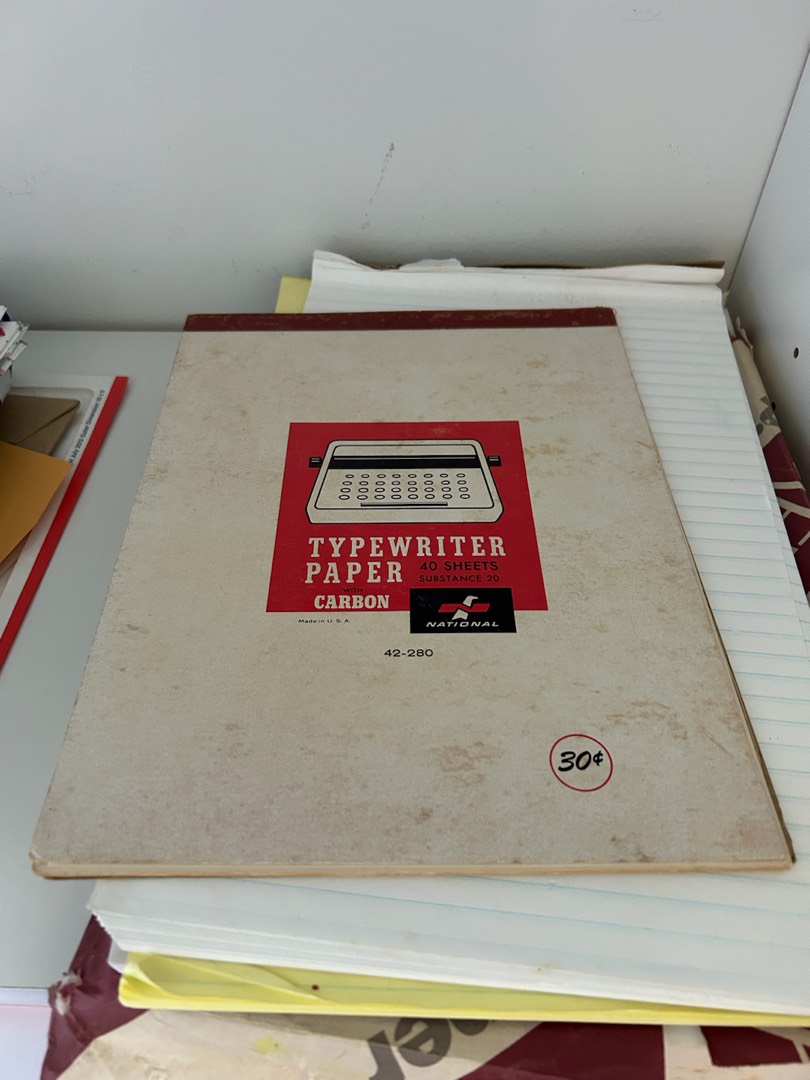 TYPEWRITER
PAPER
40 SHEETS
SUBSTANCE 20
WITH
CARBON
Made in U. S. A.
NATIONAL
42-280
30¢